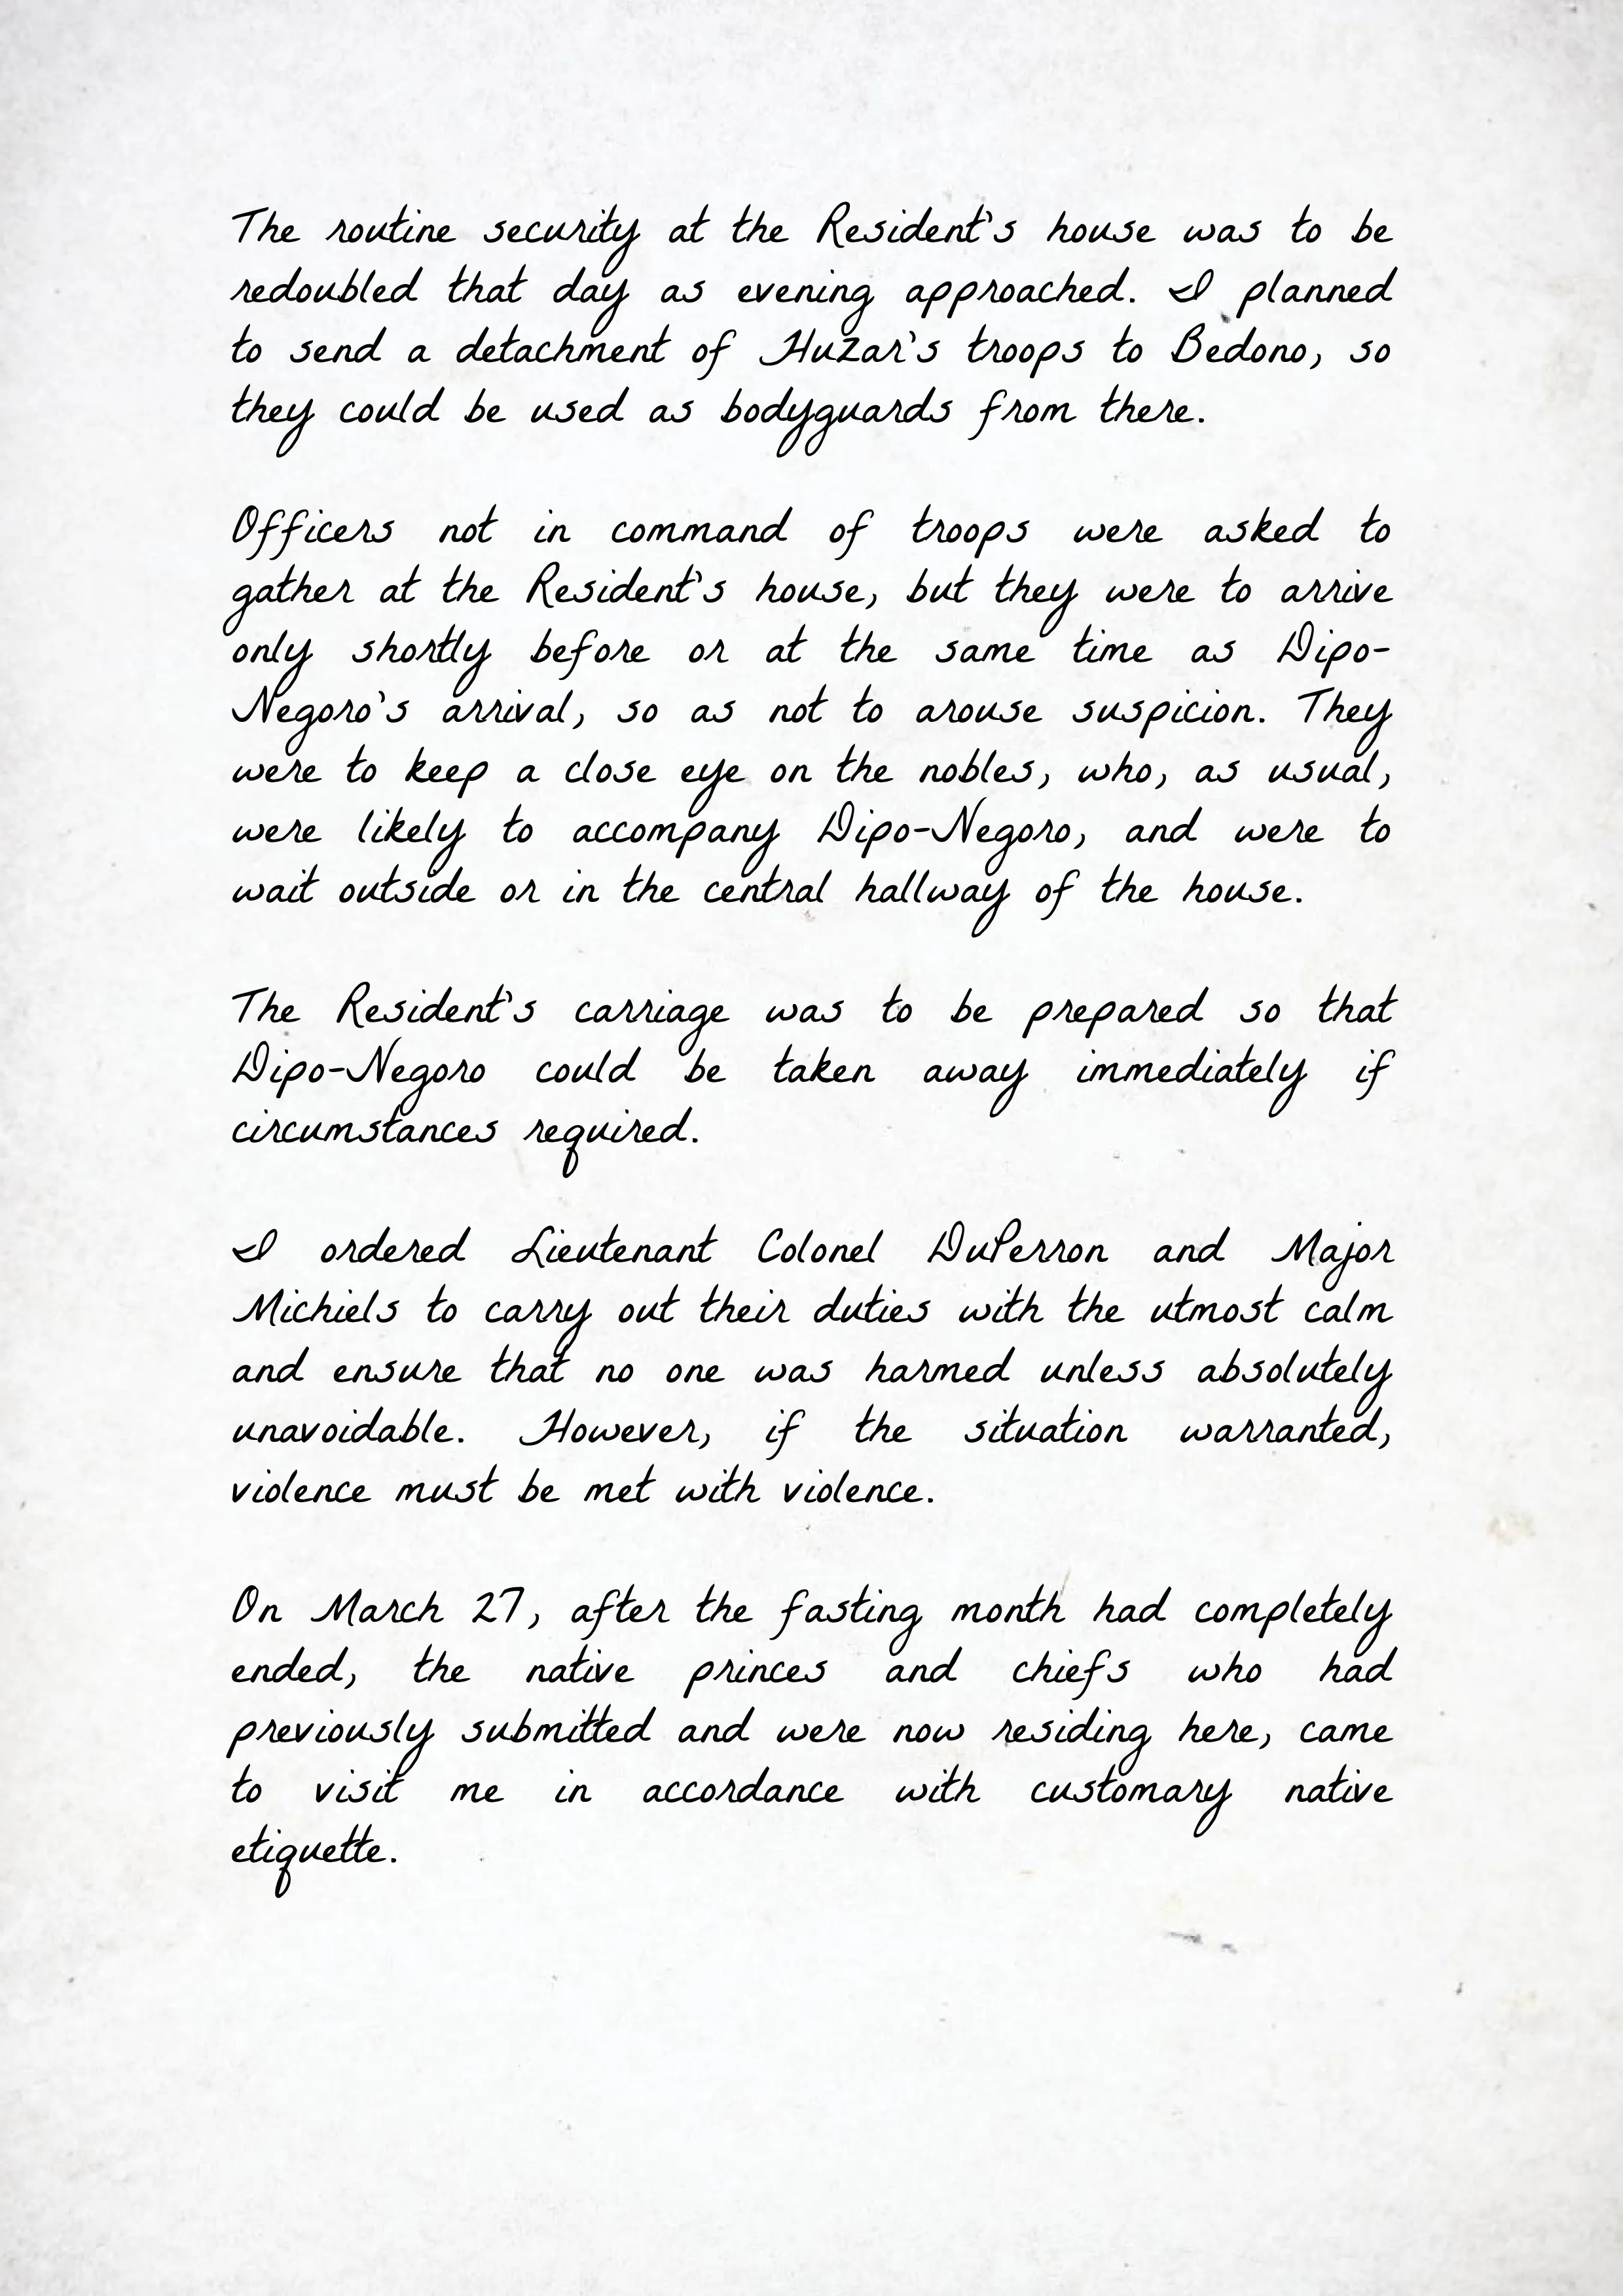 The routine security at the Resident's house was to be
redoubled that day as evening approached. I planned
to send a detachment of Huzar's troops to Bedono, so
they could be used as bodyguards from there.
Officers not in command of troops were asked to
gather at the Resident's house, but they were to arrive
only shortly before or at the same time as Dipo-
Negoro's arrival, so as not to arouse suspicion. They
were to keep a close eye on the nobles, who, as usual,
were likely to accompany Dipo-Negoro, and were to
wait outside or in the central hallway of the house.
The Resident's carriage was to be prepared so that
Dipo-Negoro could be taken away immediately if
circumstances required.
I ordered Lieutenant Colonel DuPerron and Major
Michiels to carry out their duties with the utmost calm
and ensure that no one was harmed unless absolutely
unavoidable. However, if the situation warranted,
violence must be met with violence.
On March 27, after the fasting month had completely
ended, the native princes and chiefs who had
previously submitted and were now residing here, came
to visit me in accordance with customary native
etiquette.